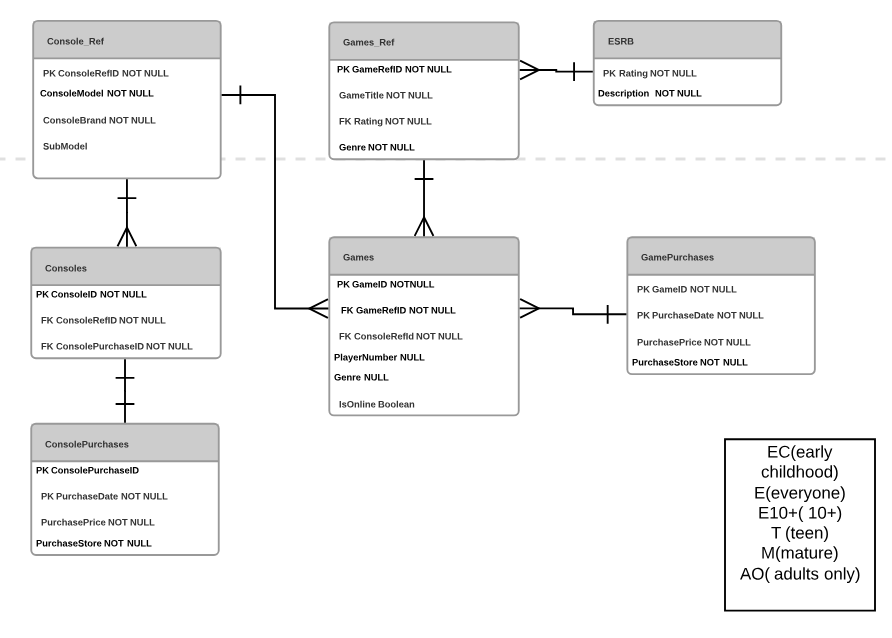 Console_Ref
PK ConsoleRefID NOT NULL
ConsoleModel NOT NULL
ConsoleBrand NOT NULL
SubModel
Games_Ref
PK GameRefID NOT NULL
GameTitle NOT NULL
FK Rating NOT NULL
Genre NOT NULL
ESRB
PK Rating NOT NULL
Description NOT NULL
Consoles
PK ConsoleID NOT NULL
FK ConsoleRefID NOT NULL
FK ConsolePurchaseID NOT NULL
Games
PK GameID NOTNULL
FK GameRefID NOT NULL
FK ConsoleRefId NOT NULL
PlayerNumber NULL
Genre NULL
IsOnline Boolean
GamePurchases
PK GameID NOT NULL
PK PurchaseDate NOT NULL
PurchasePrice NOT NULL
PurchaseStore NOT NULL
ConsolePurchases
PK ConsolePurchaseID
PK PurchaseDate NOT NULL
PurchasePrice NOT NULL
PurchaseStore NOT NULL
EC(early
childhood)
E(everyone)
E10+( 10+)
T (teen)
M(mature)
AO( adults only)